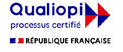 Qualiopi
processus certifié
RÉPUBLIQUE FRANÇAISE